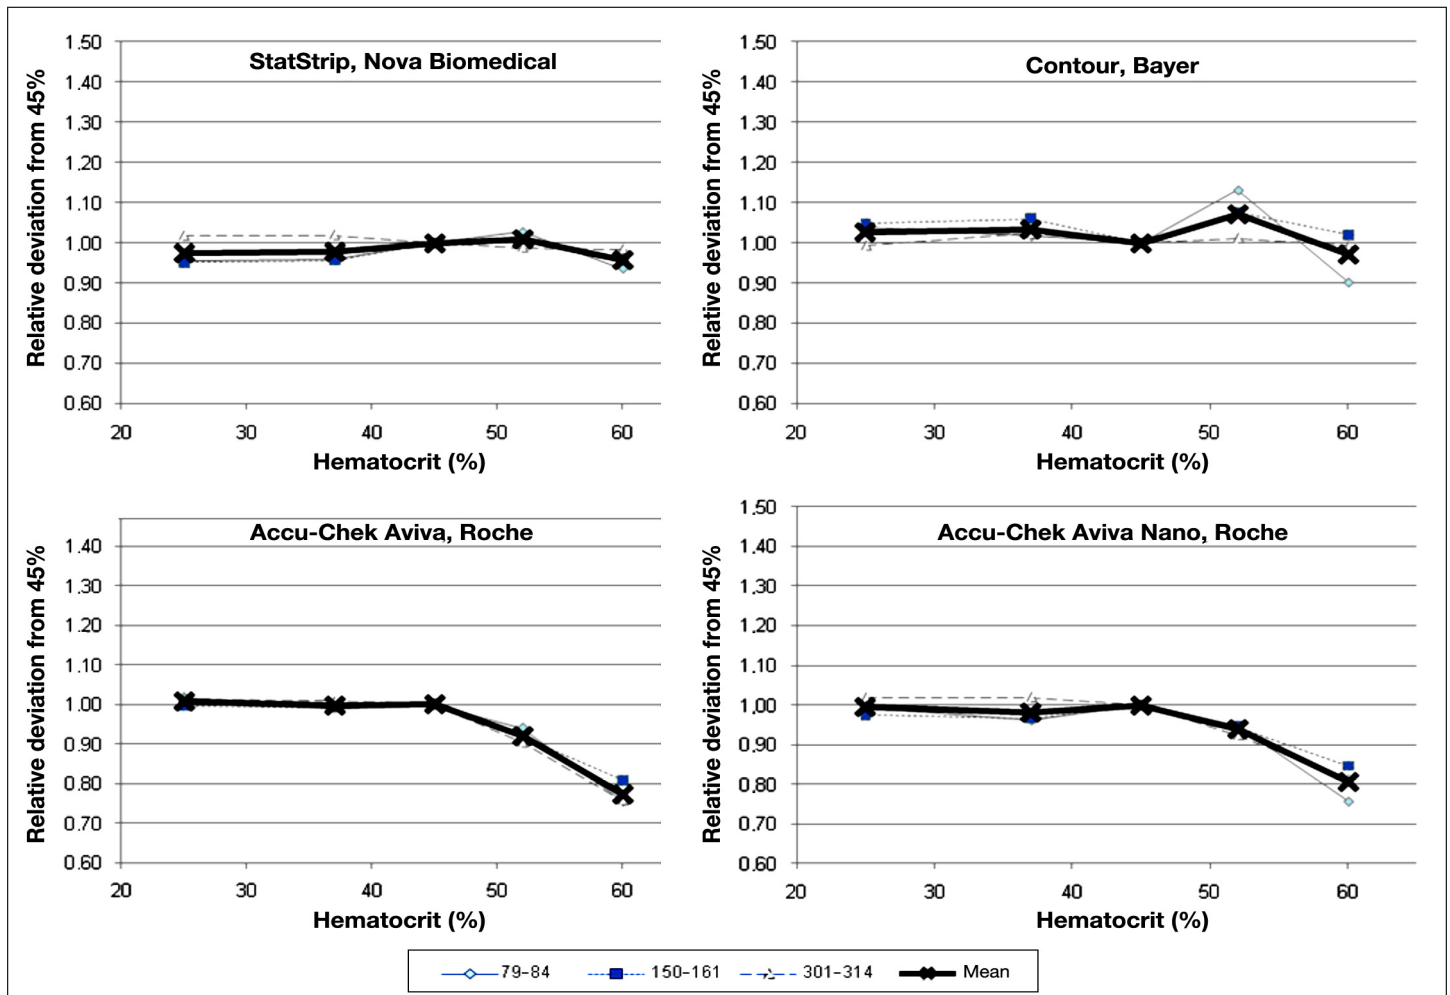 StatStrip, Nova Biomedical
Relative deviation from 45%
1.50
1.40
1.30
1.20
1.10
1.00
0.90
0.80
0.70
0.60
20 30 40 50 60
Hematocrit (%)
Contour, Bayer
Relative deviation from 45%
1.50
1.40
1.30
1.20
1.10
1.00
0.90
0.80
0.70
0.60
20 30 40 50 60
Hematocrit (%)
Accu-Chek Aviva, Roche
Relative deviation from 45%
1.40
1.30
1.20
1.10
1.00
0.90
0.80
0.70
0.60
20 30 40 50 60
Hematocrit (%)
Accu-Chek Aviva Nano, Roche
Relative deviation from 45%
1.50
1.40
1.30
1.20
1.10
1.00
0.90
0.80
0.70
0.60
20 30 40 50 60
Hematocrit (%)
79-84 150-161 301-314 Mean